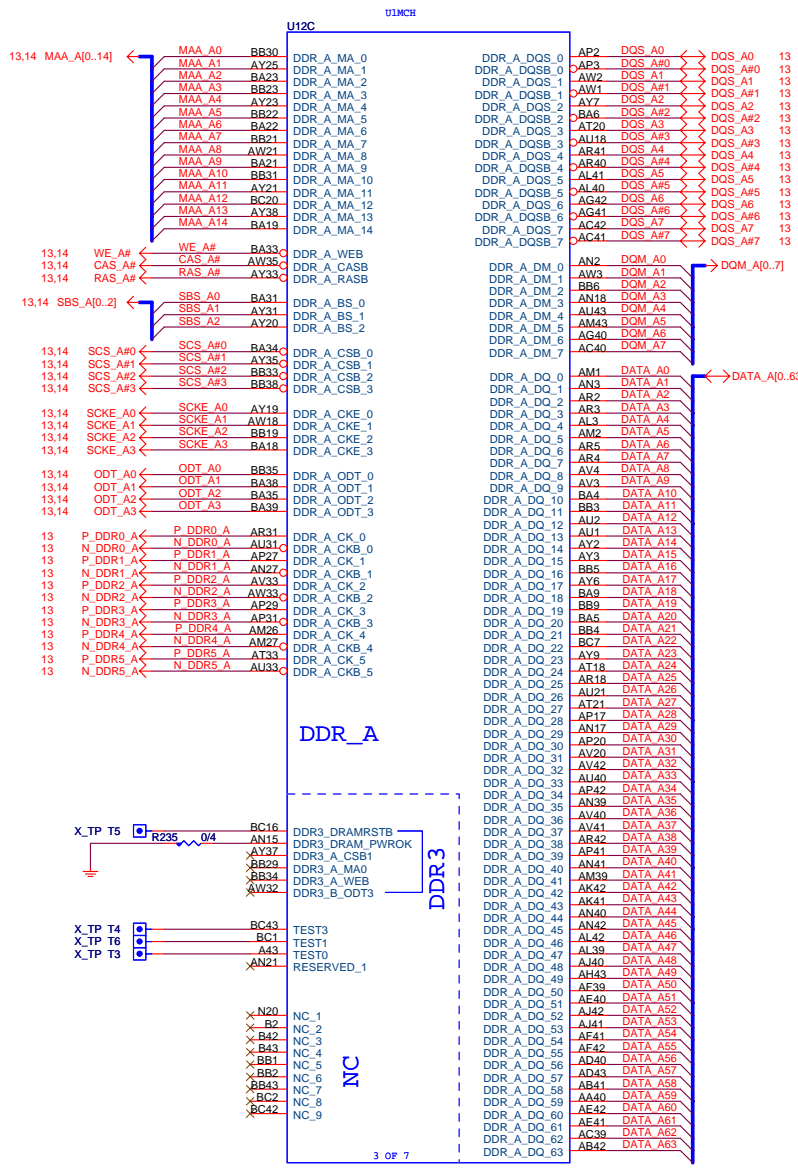 U1MCH
U12C
13,14 MAA_A[0..14]
MAA_A0 BB30 DDR_A_MA_0
MAA_A1 AY25 DDR_A_MA_1
MAA_A2 BA23 DDR_A_MA_2
MAA_A3 BB23 DDR_A_MA_3
MAA_A4 AY23 DDR_A_MA_4
MAA_A5 BB22 DDR_A_MA_5
MAA_A6 BA22 DDR_A_MA_6
MAA_A7 BB21 DDR_A_MA_7
MAA_A8 AW21 DDR_A_MA_8
MAA_A9 BA21 DDR_A_MA_9
MAA_A10 BB31 DDR_A_MA_10
MAA_A11 AY21 DDR_A_MA_11
MAA_A12 BC20 DDR_A_MA_12
MAA_A13 AY38 DDR_A_MA_13
MAA_A14 BA19 DDR_A_MA_14
13,14 WE_A# WE_A# BA33 DDR_A_WEB
13,14 CAS_A# CAS_A# AW35 DDR_A_CASB
13,14 RAS_A# RAS_A# AY33 DDR_A_RASB
13,14 SBS_A[0..2]
SBS_A0 BA31 DDR_A_BS_0
SBS_A1 AY31 DDR_A_BS_1
SBS_A2 AY20 DDR_A_BS_2
13,14 SCS_A#0 SCS_A#0 BA34 DDR_A_CSB_0
13,14 SCS_A#1 SCS_A#1 AY35 DDR_A_CSB_1
13,14 SCS_A#2 SCS_A#2 BB33 DDR_A_CSB_2
13,14 SCS_A#3 SCS_A#3 BB38 DDR_A_CSB_3
13,14 SCKE_A0 SCKE_A0 AY19 DDR_A_CKE_0
13,14 SCKE_A1 SCKE_A1 AW18 DDR_A_CKE_1
13,14 SCKE_A2 SCKE_A2 BB19 DDR_A_CKE_2
13,14 SCKE_A3 SCKE_A3 BA18 DDR_A_CKE_3
13,14 ODT_A0 ODT_A0 BB35 DDR_A_ODT_0
13,14 ODT_A1 ODT_A1 BA38 DDR_A_ODT_1
13,14 ODT_A2 ODT_A2 BA35 DDR_A_ODT_2
13,14 ODT_A3 ODT_A3 BA39 DDR_A_ODT_3
13 P_DDR0_A P_DDR0_A AR31 DDR_A_CK_0
13 N_DDR0_A N_DDR0_A AU31 DDR_A_CKB_0
13 P_DDR1_A P_DDR1_A AP27 DDR_A_CK_1
13 N_DDR1_A N_DDR1_A AN27 DDR_A_CKB_1
13 P_DDR2_A P_DDR2_A AV33 DDR_A_CK_2
13 N_DDR2_A N_DDR2_A AW33 DDR_A_CKB_2
13 P_DDR3_A P_DDR3_A AP29 DDR_A_CK_3
13 N_DDR3_A N_DDR3_A AP31 DDR_A_CKB_3
13 P_DDR4_A P_DDR4_A AM26 DDR_A_CK_4
13 N_DDR4_A N_DDR4_A AM27 DDR_A_CKB_4
13 P_DDR5_A P_DDR5_A AT33 DDR_A_CK_5
13 N_DDR5_A N_DDR5_A AU33 DDR_A_CKB_5
DDR_A
X_TP T5 BC16 DDR3_DRAMRSTB
R235 0/4 AN15 DDR3_DRAM_PWROK
AY37 DDR3_A_CSB1
BB29 DDR3_A_MA0
BB34 DDR3_A_WEB
AW32 DDR3_B_ODT3
DDR3
X_TP T4 BC43 TEST3
X_TP T6 BC1 TEST1
X_TP T3 A43 TEST0
AN21 RESERVED_1
N20 NC_1
B2 NC_2
B42 NC_3
B43 NC_4
BB1 NC_5
BB2 NC_6
BB43 NC_7
BC2 NC_8
BC42 NC_9
NC
3 OF 7
DDR_A_DQS_0 AP2 DQS_A0 DQS_A0 13
DDR_A_DQSB_0 AP3 DQS_A#0 DQS_A#0 13
DDR_A_DQS_1 AW2 DQS_A1 DQS_A1 13
DDR_A_DQSB_1 AW1 DQS_A#1 DQS_A#1 13
DDR_A_DQS_2 AY7 DQS_A2 DQS_A2 13
DDR_A_DQSB_2 BA6 DQS_A#2 DQS_A#2 13
DDR_A_DQS_3 AT20 DQS_A3 DQS_A3 13
DDR_A_DQSB_3 AU18 DQS_A#3 DQS_A#3 13
DDR_A_DQS_4 AR41 DQS_A4 DQS_A4 13
DDR_A_DQSB_4 AR40 DQS_A#4 DQS_A#4 13
DDR_A_DQS_5 AL41 DQS_A5 DQS_A5 13
DDR_A_DQSB_5 AL40 DQS_A#5 DQS_A#5 13
DDR_A_DQS_6 AG42 DQS_A6 DQS_A6 13
DDR_A_DQSB_6 AG41 DQS_A#6 DQS_A#6 13
DDR_A_DQS_7 AC42 DQS_A7 DQS_A7 13
DDR_A_DQSB_7 AC41 DQS_A#7 DQS_A#7 13
DDR_A_DM_0 AN2 DQM_A0 DQM_A[0..7]
DDR_A_DM_1 AW3 DQM_A1
DDR_A_DM_2 BB6 DQM_A2
DDR_A_DM_3 AN18 DQM_A3
DDR_A_DM_4 AU43 DQM_A4
DDR_A_DM_5 AM43 DQM_A5
DDR_A_DM_6 AG40 DQM_A6
DDR_A_DM_7 AC40 DQM_A7
DDR_A_DQ_0 AM1 DATA_A0 DATA_A[0..63
DDR_A_DQ_1 AN3 DATA_A1
DDR_A_DQ_2 AR2 DATA_A2
DDR_A_DQ_3 AR3 DATA_A3
DDR_A_DQ_4 AL3 DATA_A4
DDR_A_DQ_5 AM2 DATA_A5
DDR_A_DQ_6 AR5 DATA_A6
DDR_A_DQ_7 AR4 DATA_A7
DDR_A_DQ_8 AV4 DATA_A8
DDR_A_DQ_9 AV3 DATA_A9
DDR_A_DQ_10 BA4 DATA_A10
DDR_A_DQ_11 BB3 DATA_A11
DDR_A_DQ_12 AU2 DATA_A12
DDR_A_DQ_13 AU1 DATA_A13
DDR_A_DQ_14 AY2 DATA_A14
DDR_A_DQ_15 AY3 DATA_A15
DDR_A_DQ_16 BB5 DATA_A16
DDR_A_DQ_17 AY6 DATA_A17
DDR_A_DQ_18 BA9 DATA_A18
DDR_A_DQ_19 BB9 DATA_A19
DDR_A_DQ_20 BA5 DATA_A20
DDR_A_DQ_21 BB4 DATA_A21
DDR_A_DQ_22 BC7 DATA_A22
DDR_A_DQ_23 AY9 DATA_A23
DDR_A_DQ_24 AT18 DATA_A24
DDR_A_DQ_25 AR18 DATA_A25
DDR_A_DQ_26 AU21 DATA_A26
DDR_A_DQ_27 AT21 DATA_A27
DDR_A_DQ_28 AP17 DATA_A28
DDR_A_DQ_29 AN17 DATA_A29
DDR_A_DQ_30 AP20 DATA_A30
DDR_A_DQ_31 AV20 DATA_A31
DDR_A_DQ_32 AV42 DATA_A32
DDR_A_DQ_33 AU40 DATA_A33
DDR_A_DQ_34 AP42 DATA_A34
DDR_A_DQ_35 AN39 DATA_A35
DDR_A_DQ_36 AV40 DATA_A36
DDR_A_DQ_37 AV41 DATA_A37
DDR_A_DQ_38 AR42 DATA_A38
DDR_A_DQ_39 AP41 DATA_A39
DDR_A_DQ_40 AN41 DATA_A40
DDR_A_DQ_41 AM39 DATA_A41
DDR_A_DQ_42 AK42 DATA_A42
DDR_A_DQ_43 AK41 DATA_A43
DDR_A_DQ_44 AN40 DATA_A44
DDR_A_DQ_45 AN42 DATA_A45
DDR_A_DQ_46 AL42 DATA_A46
DDR_A_DQ_47 AL39 DATA_A47
DDR_A_DQ_48 AJ40 DATA_A48
DDR_A_DQ_49 AH43 DATA_A49
DDR_A_DQ_50 AF39 DATA_A50
DDR_A_DQ_51 AE40 DATA_A51
DDR_A_DQ_52 AJ42 DATA_A52
DDR_A_DQ_53 AJ41 DATA_A53
DDR_A_DQ_54 AF41 DATA_A54
DDR_A_DQ_55 AF42 DATA_A55
DDR_A_DQ_56 AD40 DATA_A56
DDR_A_DQ_57 AD43 DATA_A57
DDR_A_DQ_58 AB41 DATA_A58
DDR_A_DQ_59 AA40 DATA_A59
DDR_A_DQ_60 AE42 DATA_A60
DDR_A_DQ_61 AE41 DATA_A61
DDR_A_DQ_62 AC39 DATA_A62
DDR_A_DQ_63 AB42 DATA_A63